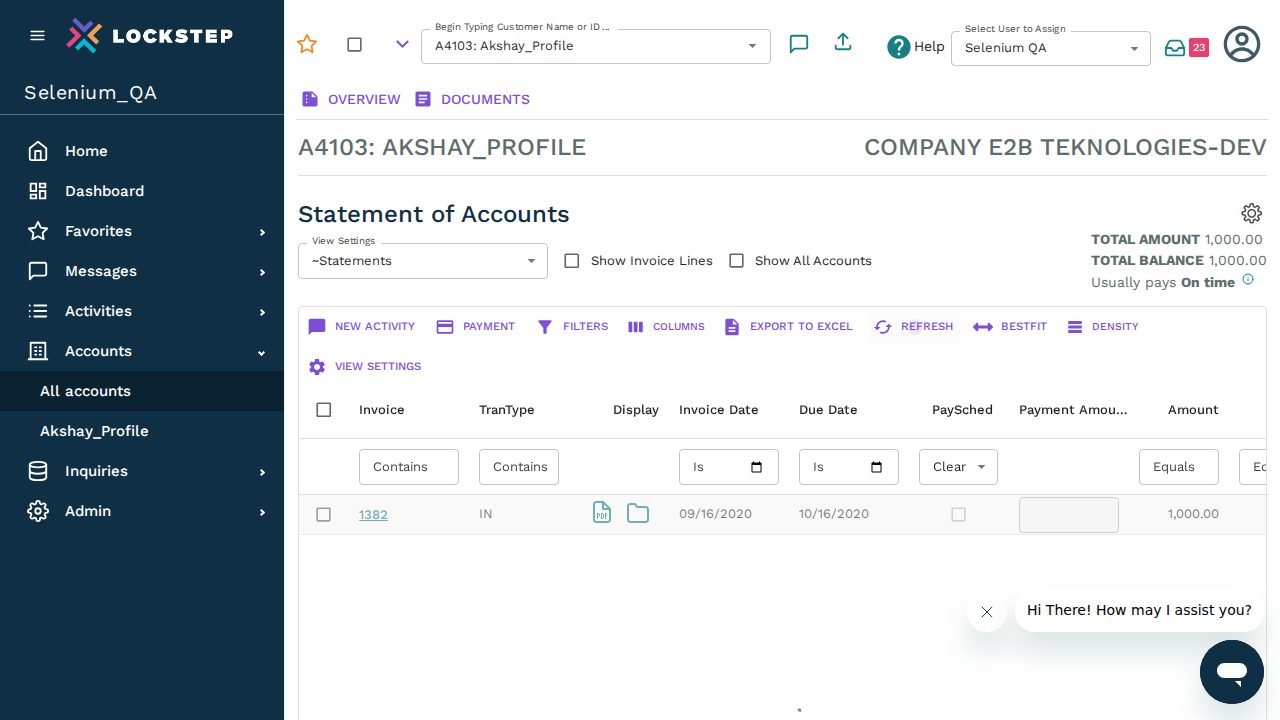 LOCKSTEP
Selenium_QA
Home
Dashboard
Favorites
Messages
Activities
Accounts
All accounts
Akshay_Profile
Inquiries
Admin
Begin Typing Customer Name or ID ...
A4103: Akshay_Profile
Help
Select User to Assign
Selenium QA
23
OVERVIEW
DOCUMENTS
A4103: AKSHAY_PROFILE
COMPANY E2B TEKNOLOGIES-DEV
Statement of Accounts
View Settings
~Statements
Show Invoice Lines
Show All Accounts
TOTAL AMOUNT 1,000.00
TOTAL BALANCE 1,000.00
Usually pays On time
NEW ACTIVITY
PAYMENT
FILTERS
COLUMNS
EXPORT TO EXCEL
REFRESH
BESTFIT
DENSITY
VIEW SETTINGS
Invoice TranType Display Invoice Date Due Date PaySched Payment Amou... Amount
Contains Contains Is Is Clear Equals Eq
1382 IN PDF 09/16/2020 10/16/2020 1,000.00
Hi There! How may I assist you?